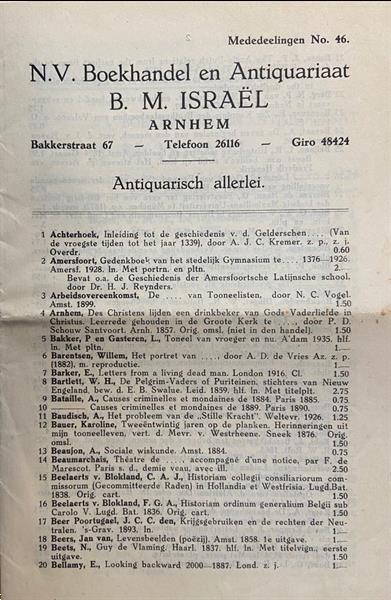 Mededeelingen No. 46.
N.V. Boekhandel en Antiquariaat
B. M. ISRAËL
ARNHEM
Bakkerstraat 67 — Telefoon 26116 — Giro 48424
Antiquarisch allerlei.
1 Achterhoek, Inleiding tot de geschiedenis v. d. Gelderschen .... (Van
de vroegste tijden tot het jaar 1339), door A. J. C. Kremer. z. p., z. j.
Overdr. 0.60
2 Amersfoort, Gedenkboek van het stedelijk Gymnasium te .... 1376—1926.
Amersf. 1928. In. Met portrn. en pltn. 2.
Bevat o.a. de Geschiedenis der Amersfoortsche Latijnsche school.
door Dr. H. J. Reynders.
3 Arbeidsovereenkomst, De .... van Tooneelisten, door N. C. Vogel.
Amst. 1899. 1.50
4 Arnhem, Des Christens lijden een drinkbeker van Gods Vaderliefde in
Christus. Leerrede gehouden in de Groote Kerk te ...., door P. D.
Schouw Santvoort. Arnh. 1857. Orig. omsl. (niet in den handel). 1.50
5 Bakker, P en Gasteren, L., Toneel van vroeger en nu. A'dam 1935. hlf.
ln. Met pltn. 1.—
6 Barentsen, Willem, Het portret van ...., door A. D. de Vries Az. z. p.
(1882), m. reproductie. 1.—
7 Barker, E., Letters from a living dead man. London 1916. Cl. 1.50
8 Bartlett, W. H., De Pelgrim-Vaders of Puriteinen. stichters van Nieuw
Engeland, bew. d. E. B. Swalue. Leid. 1859. hlf. ln. Met titelplt. 2.75
9 Bataille, A., Causes criminelles et mondaines de 1884. Paris 1885. 0.75
10 ——— Causes criminelles et mondaines de 1889. Paris 1890. 0.75
11 Baudisch, A., Het probleem van de „Stille Kracht". Weltevr. 1926. 1.25
12 Bauer, Karoline, Tweeëntwintig jaren op de planken. Herinneringen uit
mijn tooneelleven, vert. d. Mevr. v. Westrheene. Sneek 1876. Orig.
omsl. 1.50
13 Beaujon, A., Sociale wiskunde. Amst. 1884. 0.75
14 Beaumarchais, Théatre de .... accompagné d'une notice, par F. de
Marescot. Paris s. d., demie veau, avec ill. 2.50
15 Beelaerts v. Blokland, C. A. J., Historiam collegii consiliariorum com-
missorum (Gecommitteerde Raden) in Hollandia et Westfrisia. Lugd.Bat.
1838. Orig. cart. 1.50
16 Beelaerts v. Blokland, F. G. A., Historiam ordinum generalium Belgii sub
Carolo V. Lugd. Bat. 1836. Orig. cart. 1.50
17 Beer Poortugael, J. C. C. den, Krijgsgebruiken en de rechten der Neu-
tralen. 's-Grav. 1893. ln. 1.—
18 Beers, Jan van, Levensbeelden (poëzij). Amst. 1858. 1e uitgave. 1.—
19 Beets, N., Guy de Vlaming. Haarl. 1837. hlf. ln. Met titelvign., eerste
uitgave. 1.50
20 Bellamy, E., Looking backward 2000—1887. Lond. z. j. 1.—